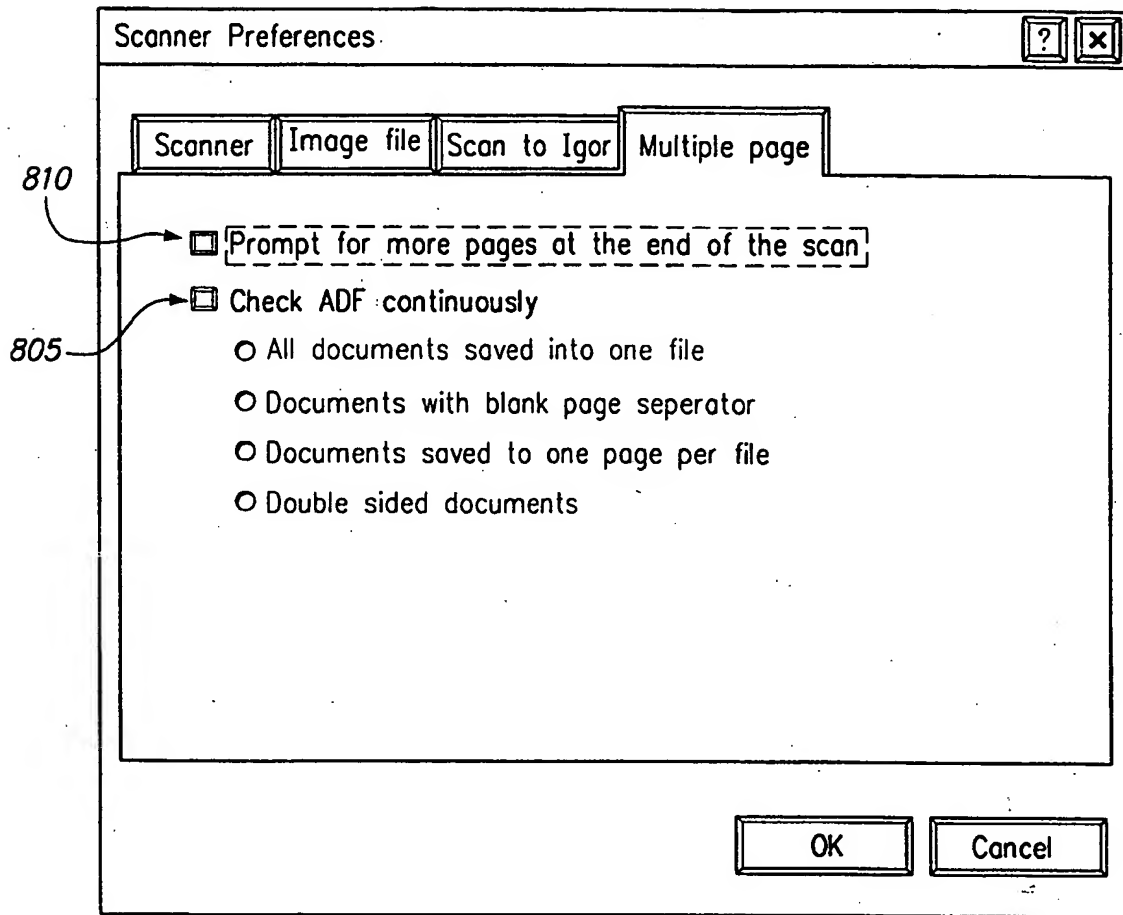 Scanner Preferences
?
Scanner
Image file
Scan to Igor
Multiple page
810
Prompt for more pages at the end of the scan
805
Check ADF continuously
All documents saved into one file
Documents with blank page seperator
Documents saved to one page per file
Double sided documents
OK
Cancel